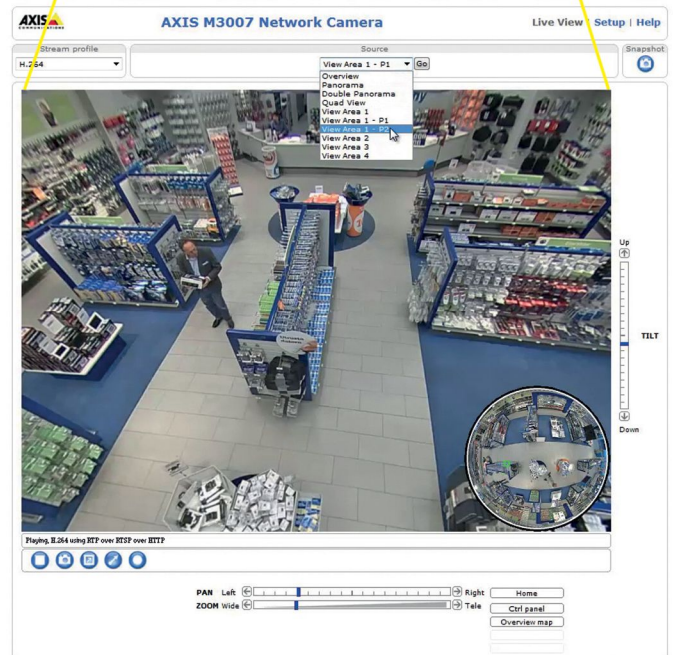 AXIS
COMMUNICATIONS
AXIS M3007 Network Camera
Live View | Setup | Help
Stream profile
H.264
Source
View Area 1 - P1
Go
Snapshot
Overview
Panorama
Double Panorama
Quad View
View Area 1
View Area 1 - P1
View Area 1 - P2
View Area 2
View Area 3
View Area 4
Up
TILT
Down
Playing, H.264 using RTP over RTSP over HTTP
PAN Left Right Home
ZOOM Wide Tele Ctrl panel
Overview map